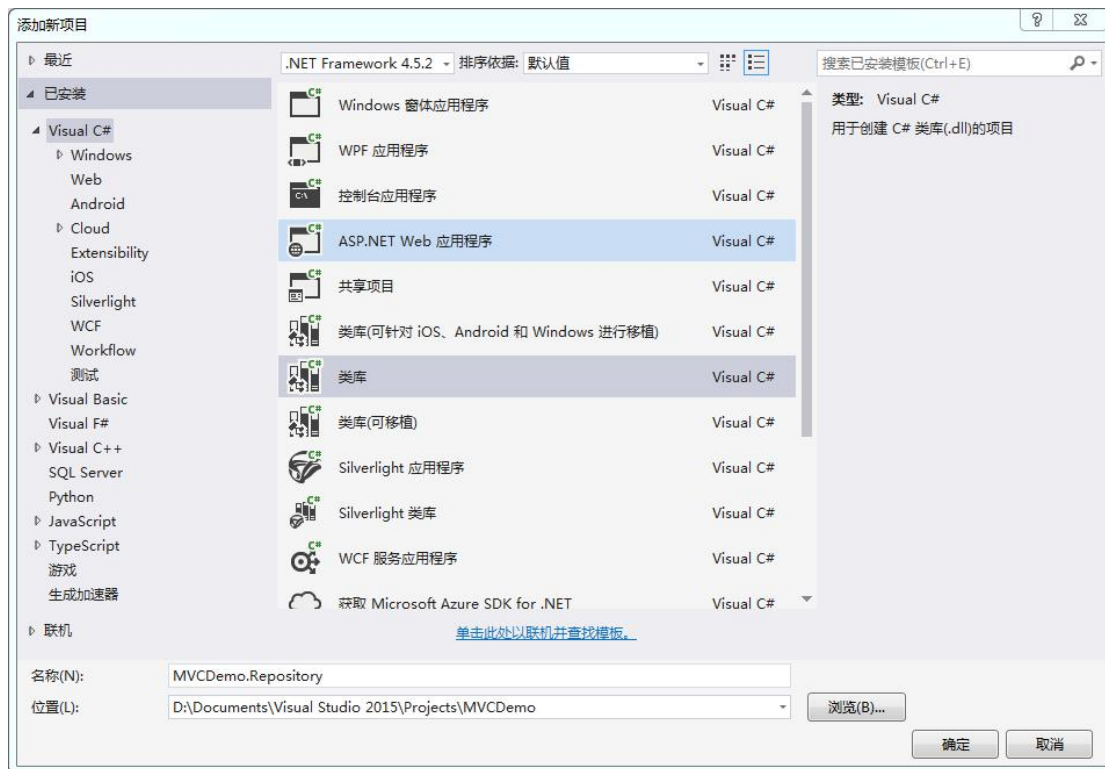 添加新项目
最近
已安装
Visual C#
Windows
Web
Android
Cloud
Extensibility
iOS
Silverlight
WCF
Workflow
测试
Visual Basic
Visual F#
Visual C++
SQL Server
Python
JavaScript
TypeScript
游戏
生成加速器
联机
.NET Framework 4.5.2 排序依据: 默认值
Windows 窗体应用程序 Visual C#
WPF 应用程序 Visual C#
控制台应用程序 Visual C#
ASP.NET Web 应用程序 Visual C#
共享项目 Visual C#
类库(可针对 iOS、Android 和 Windows 进行移植) Visual C#
类库 Visual C#
类库(可移植) Visual C#
Silverlight 应用程序 Visual C#
Silverlight 类库 Visual C#
WCF 服务应用程序 Visual C#
获取 Microsoft Azure SDK for .NET Visual C#
单击此处以联机并查找模板。
搜索已安装模板(Ctrl+E)
类型: Visual C#
用于创建 C# 类库(.dll)的项目
名称(N): MVCDemo.Repository
位置(L): D:\Documents\Visual Studio 2015\Projects\MVCDemo 浏览(B)...
确定 取消